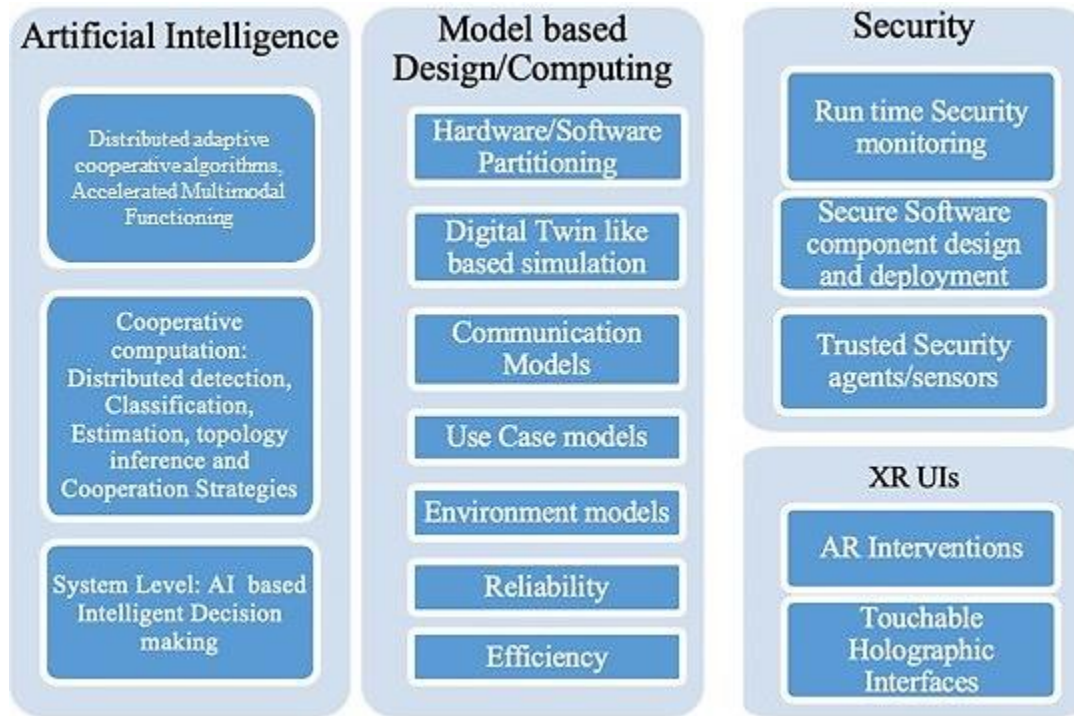 Artificial Intelligence
Distributed adaptive
cooperative algorithms,
Accelerated Multimodal
Functioning
Cooperative
computation:
Distributed detection,
Classification,
Estimation, topology
inference and
Cooperation Strategies
System Level: AI based
Intelligent Decision
making
Model based
Design/Computing
Hardware/Software
Partitioning
Digital Twin like
based simulation
Communication
Models
Use Case models
Environment models
Reliability
Efficiency
Security
Run time Security
monitoring
Secure Software
component design
and deployment
Trusted Security
agents/sensors
XR UIs
AR Interventions
Touchable
Holographic
Interfaces